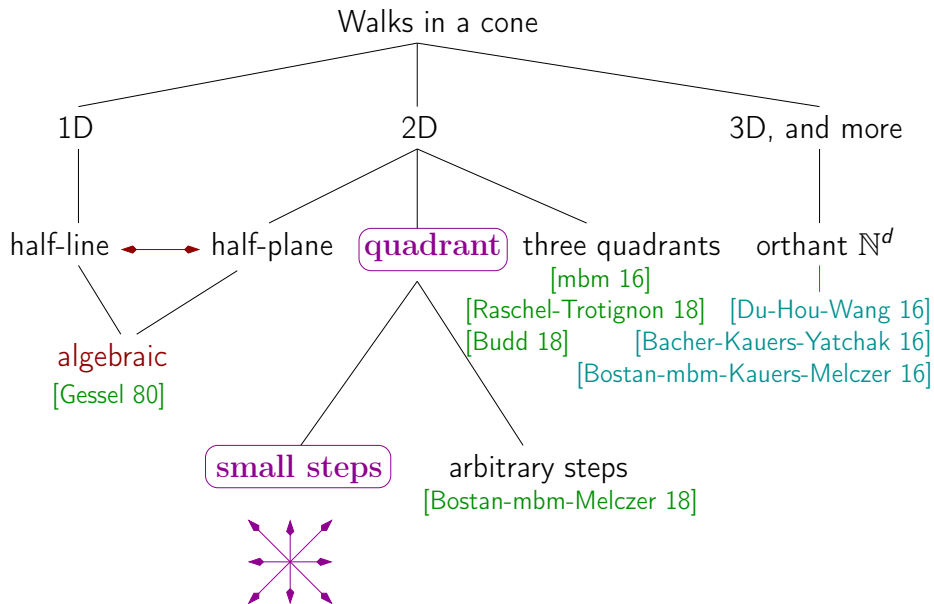 Walks in a cone
1D
2D
3D, and more
half-line
half-plane
quadrant
three quadrants
orthant ℕᵈ
[mbm 16]
[Raschel-Trotignon 18]
[Du-Hou-Wang 16]
[Budd 18]
[Bacher-Kauers-Yatchak 16]
algebraic
[Bostan-mbm-Kauers-Melczer 16]
[Gessel 80]
small steps
arbitrary steps
[Bostan-mbm-Melczer 18]